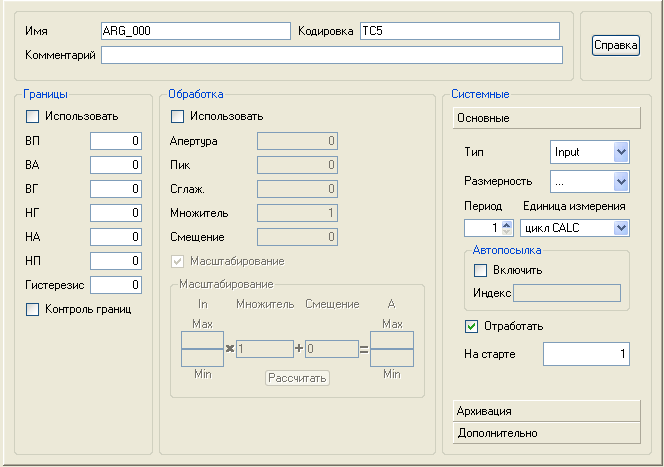 Имя ARG_000 Кодировка TC5
Комментарий
Справка
Границы
Использовать
ВП 0
ВА 0
ВГ 0
НГ 0
НА 0
НП 0
Гистерезис 0
Контроль границ
Обработка
Использовать
Апертура 0
Пик 0
Сглаж. 0
Множитель 1
Смещение 0
Масштабирование
Масштабирование
In Множитель Смещение A
Max Max
× 1 + 0 =
Min Min
Рассчитать
Системные
Основные
Тип Input
Размерность ...
Период Единица измерения
1 цикл CALC
Автопосылка
Включить
Индекс
Отработать
На старте 1
Архивация
Дополнительно